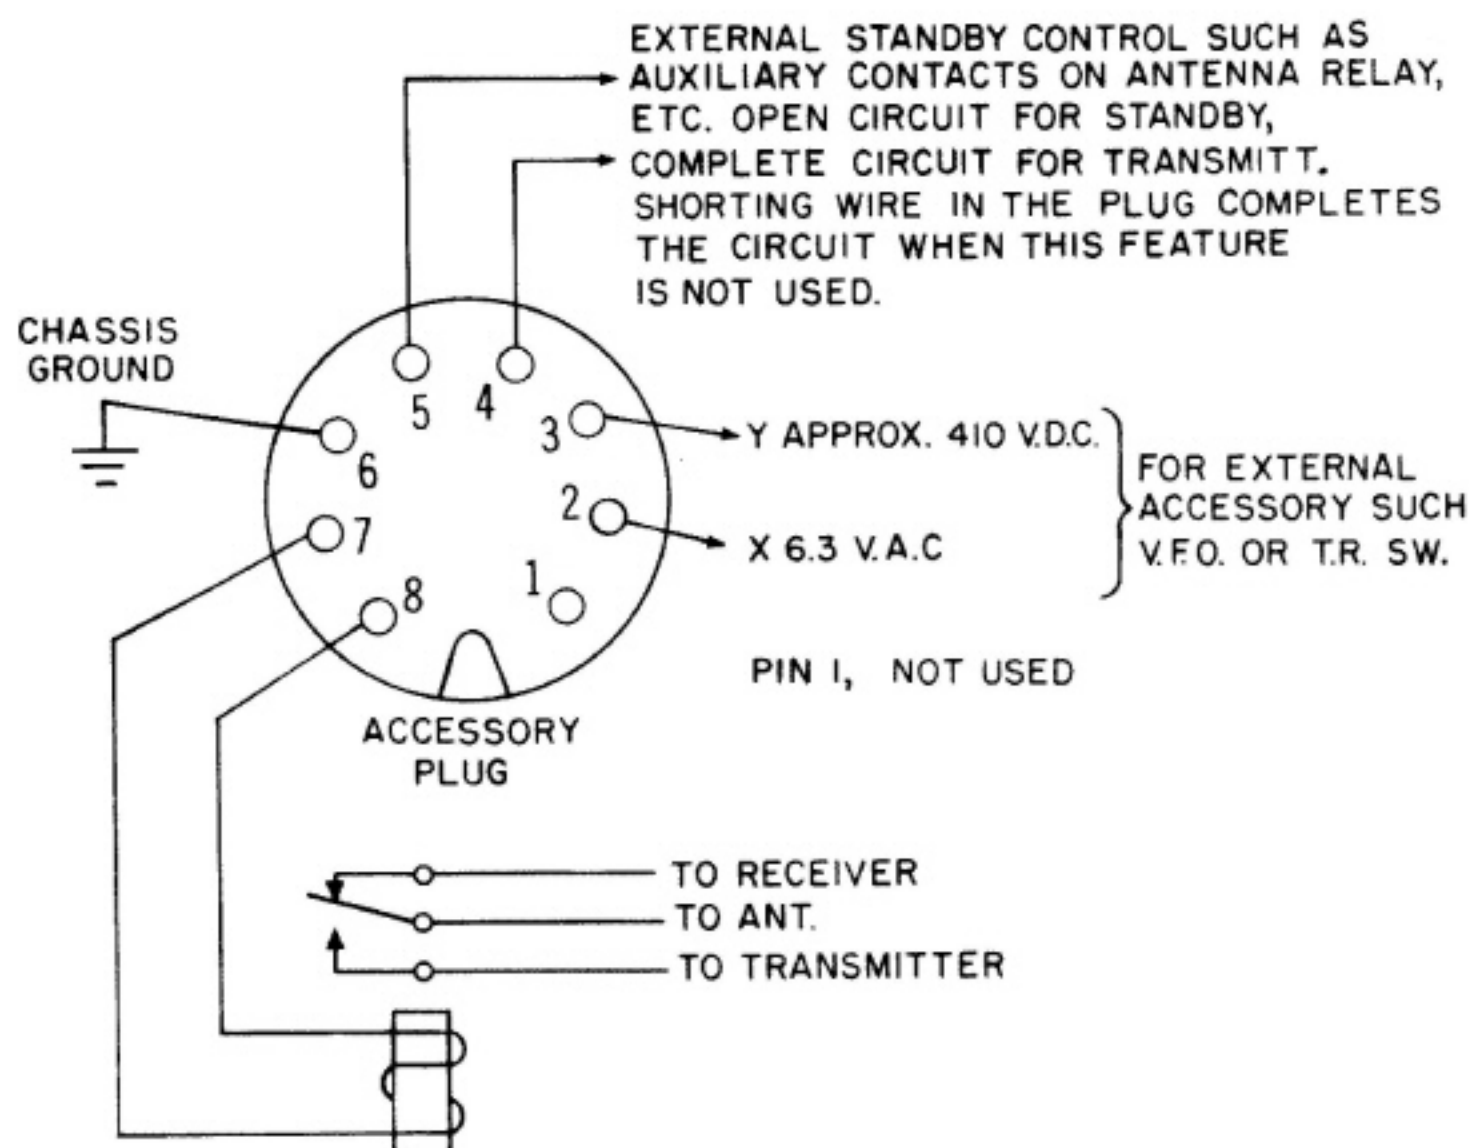 EXTERNAL STANDBY CONTROL SUCH AS
AUXILIARY CONTACTS ON ANTENNA RELAY,
ETC. OPEN CIRCUIT FOR STANDBY,
COMPLETE CIRCUIT FOR TRANSMITT.
SHORTING WIRE IN THE PLUG COMPLETES
THE CIRCUIT WHEN THIS FEATURE
IS NOT USED.
CHASSIS
GROUND
5
4
3
6
2
7
1
8
Y APPROX. 410 V.D.C.
X 6.3 V.A.C
FOR EXTERNAL
ACCESSORY SUCH
V.F.O. OR T.R. SW.
PIN 1, NOT USED
ACCESSORY
PLUG
TO RECEIVER
TO ANT.
TO TRANSMITTER